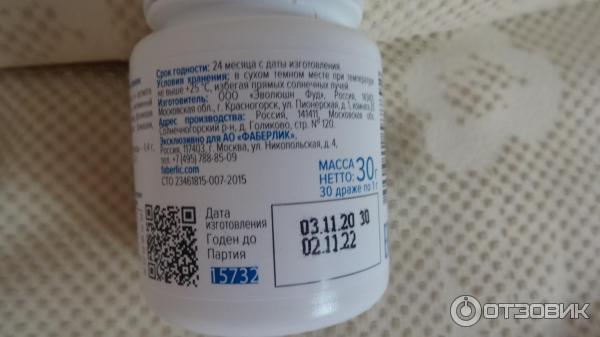 Срок годности: 24 месяца с даты изготовления.
Условия хранения: в сухом темном месте при температуре
не выше +25°С, избегая прямых солнечных лучей.
Изготовитель: ООО «Эволюшн Фуд», Россия, 143405,
Московская обл., г. Красногорск, ул. Пионерская, д. 1,
Адрес производства: Россия, 141411, Московская обл.,
Солнечногорский р-н, д. Голиково, стр. № 120.
Эксклюзивно для АО «ФАБЕРЛИК»,
Россия, 117403, г. Москва, ул. Никопольская, д. 4,
тел. +7 (495) 788-85-09
faberlic.com
СТО 23461815-007-2015
МАССА
НЕТТО: 30 г
30 драже по 1 г
Дата
изготовления
Годен до
Партия
03.11.20 30
02.11.22
15732
ОТЗОВИК